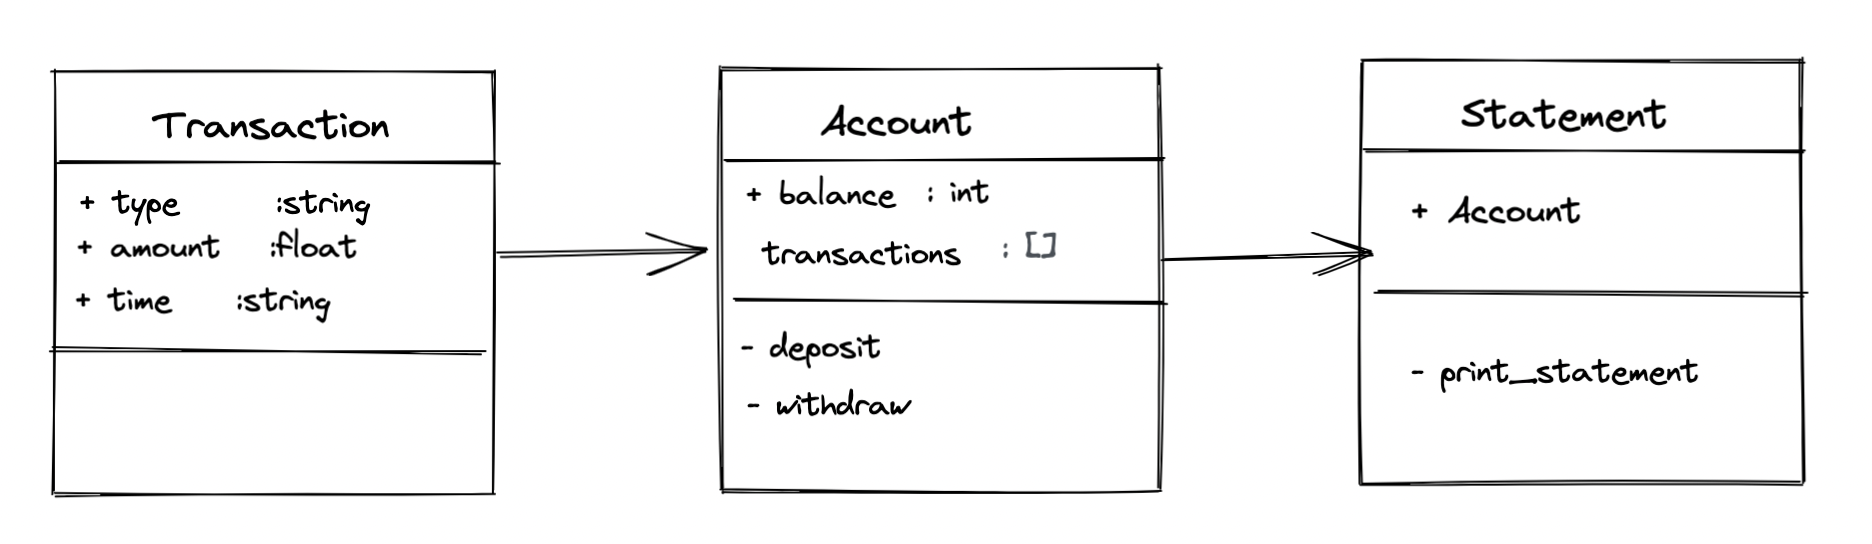 Transaction
+ type :string
+ amount :float
+ time :string
Account
+ balance : int
transactions : []
- deposit
- withdraw
Statement
+ Account
- print_statement